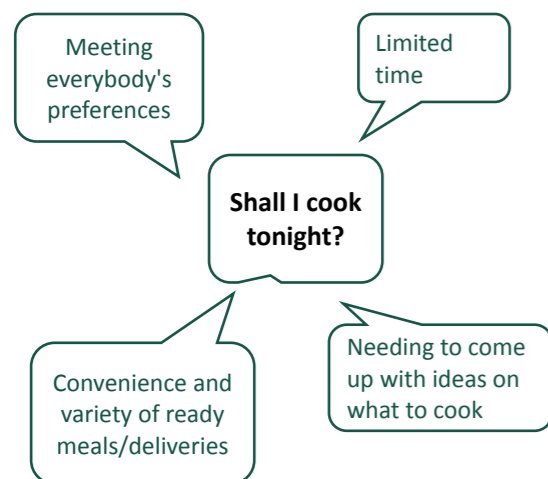 Meeting
everybody's
preferences
Limited
time
Shall I cook
tonight?
Convenience and
variety of ready
meals/deliveries
Needing to come
up with ideas on
what to cook